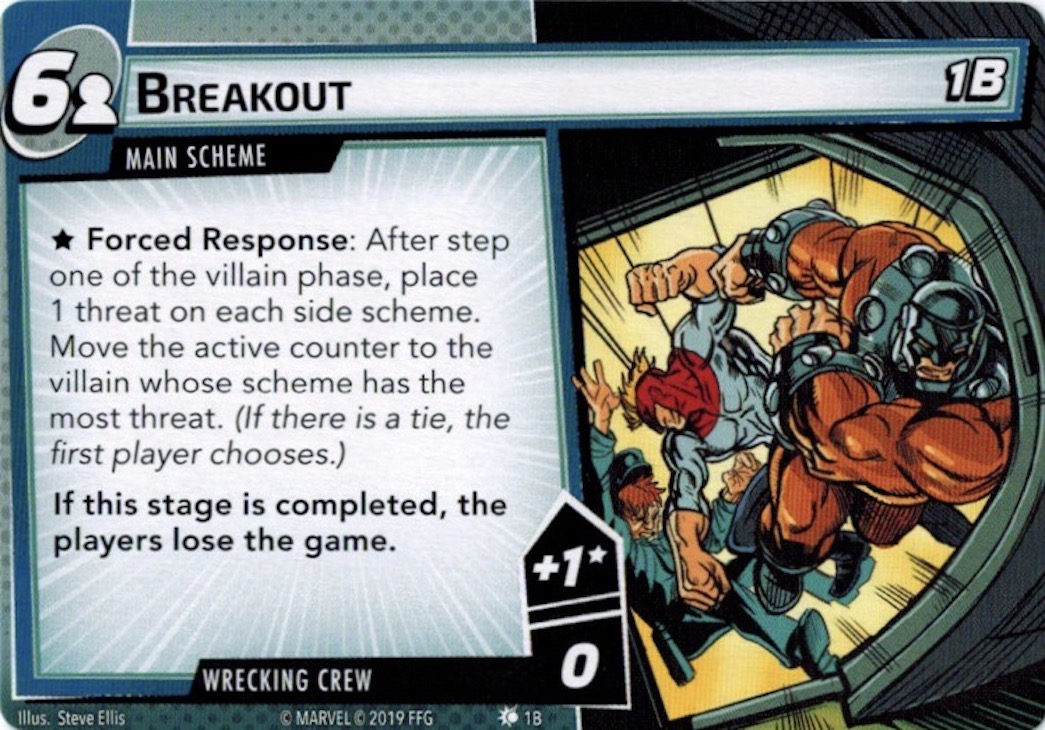 6
BREAKOUT
1B
MAIN SCHEME
★ Forced Response: After step
one of the villain phase, place
1 threat on each side scheme.
Move the active counter to the
villain whose scheme has the
most threat. (If there is a tie, the
first player chooses.)
If this stage is completed, the
players lose the game.
+1★
0
WRECKING CREW
Illus. Steve Ellis
© MARVEL © 2019 FFG
1B